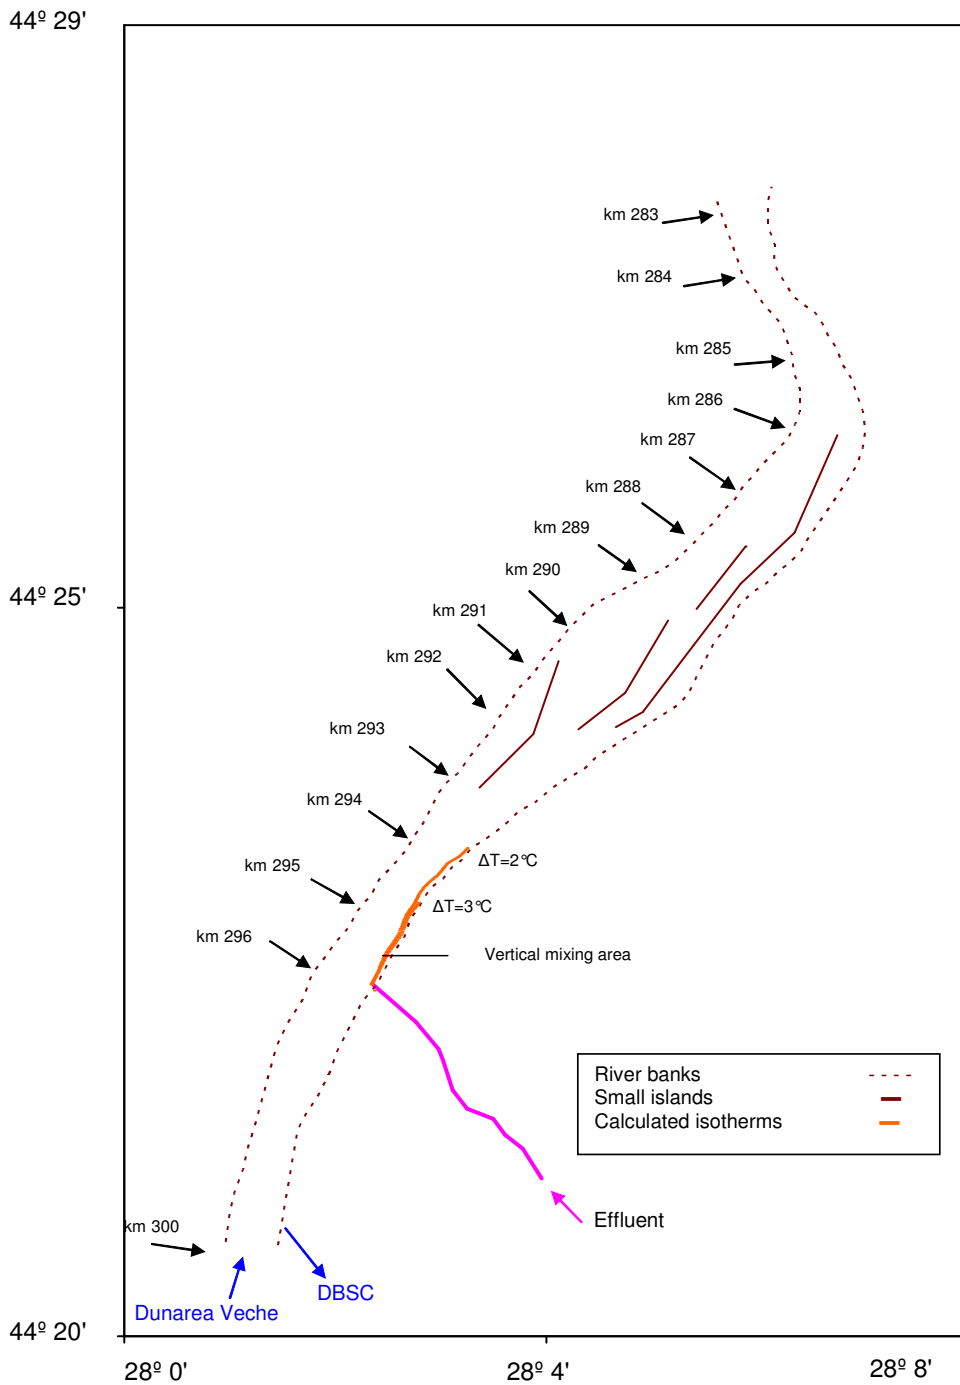 44º 29'
km 283
km 284
km 285
km 286
km 287
km 288
km 289
km 290
44º 25'
km 291
km 292
km 293
km 294
ΔT=2°C
km 295
ΔT=3°C
km 296
Vertical mixing area
River banks
Small islands
Calculated isotherms
Effluent
km 300
DBSC
Dunarea Veche
44º 20'
28º 0'
28º 4'
28º 8'